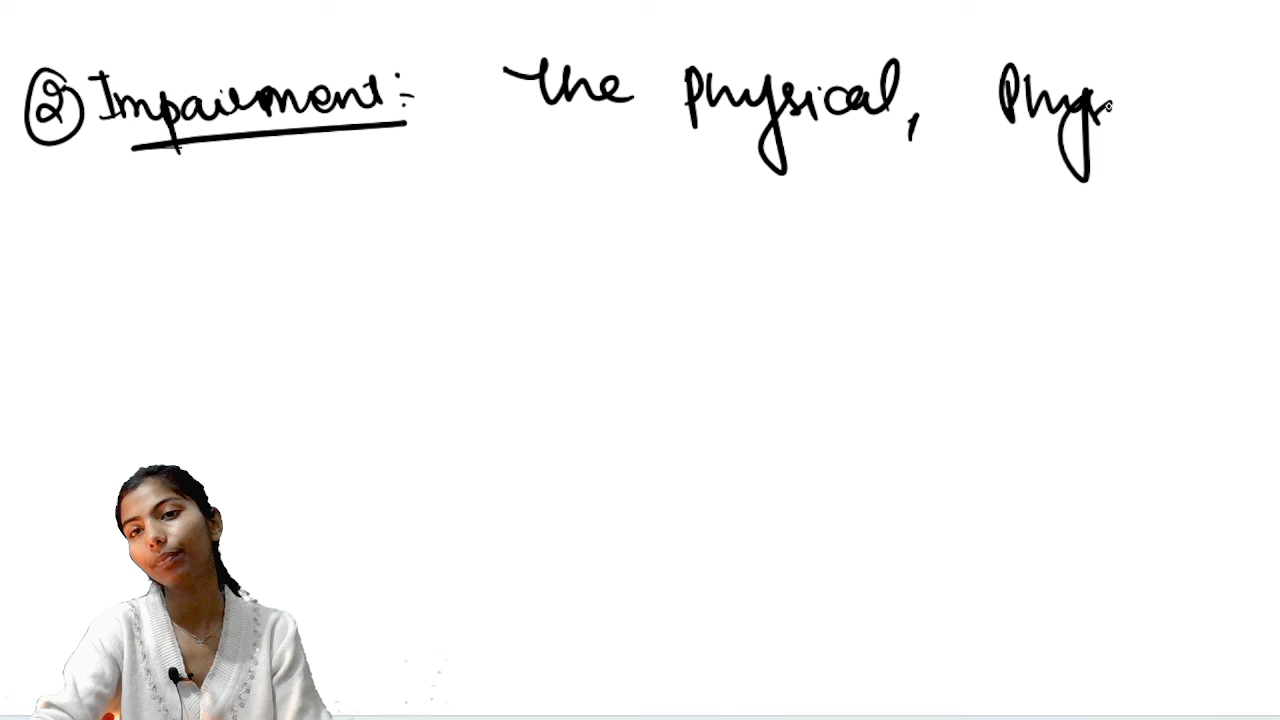 ② Impairment:- the Physical, Phys